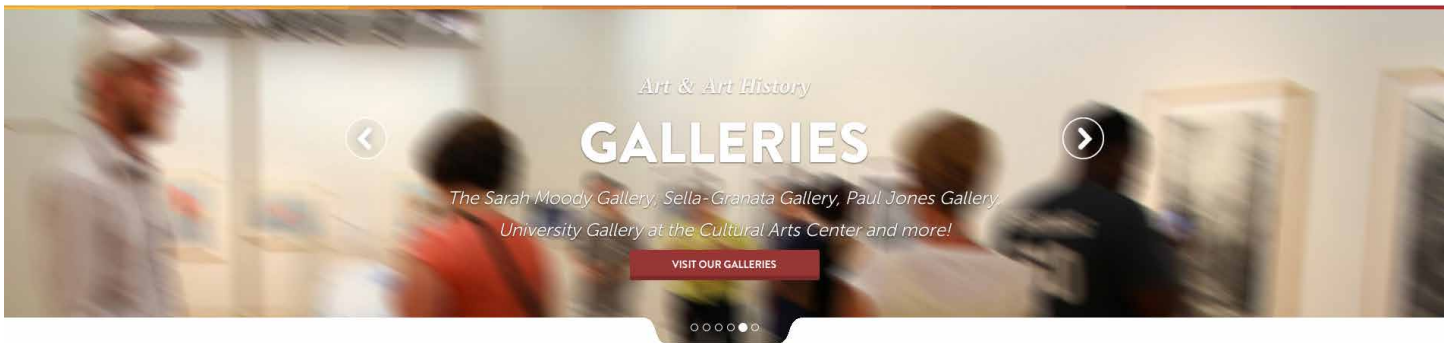 Art & Art History
GALLERIES
The Sarah Moody Gallery, Sella-Granata Gallery, Paul Jones Gallery,
University Gallery at the Cultural Arts Center and more!
VISIT OUR GALLERIES